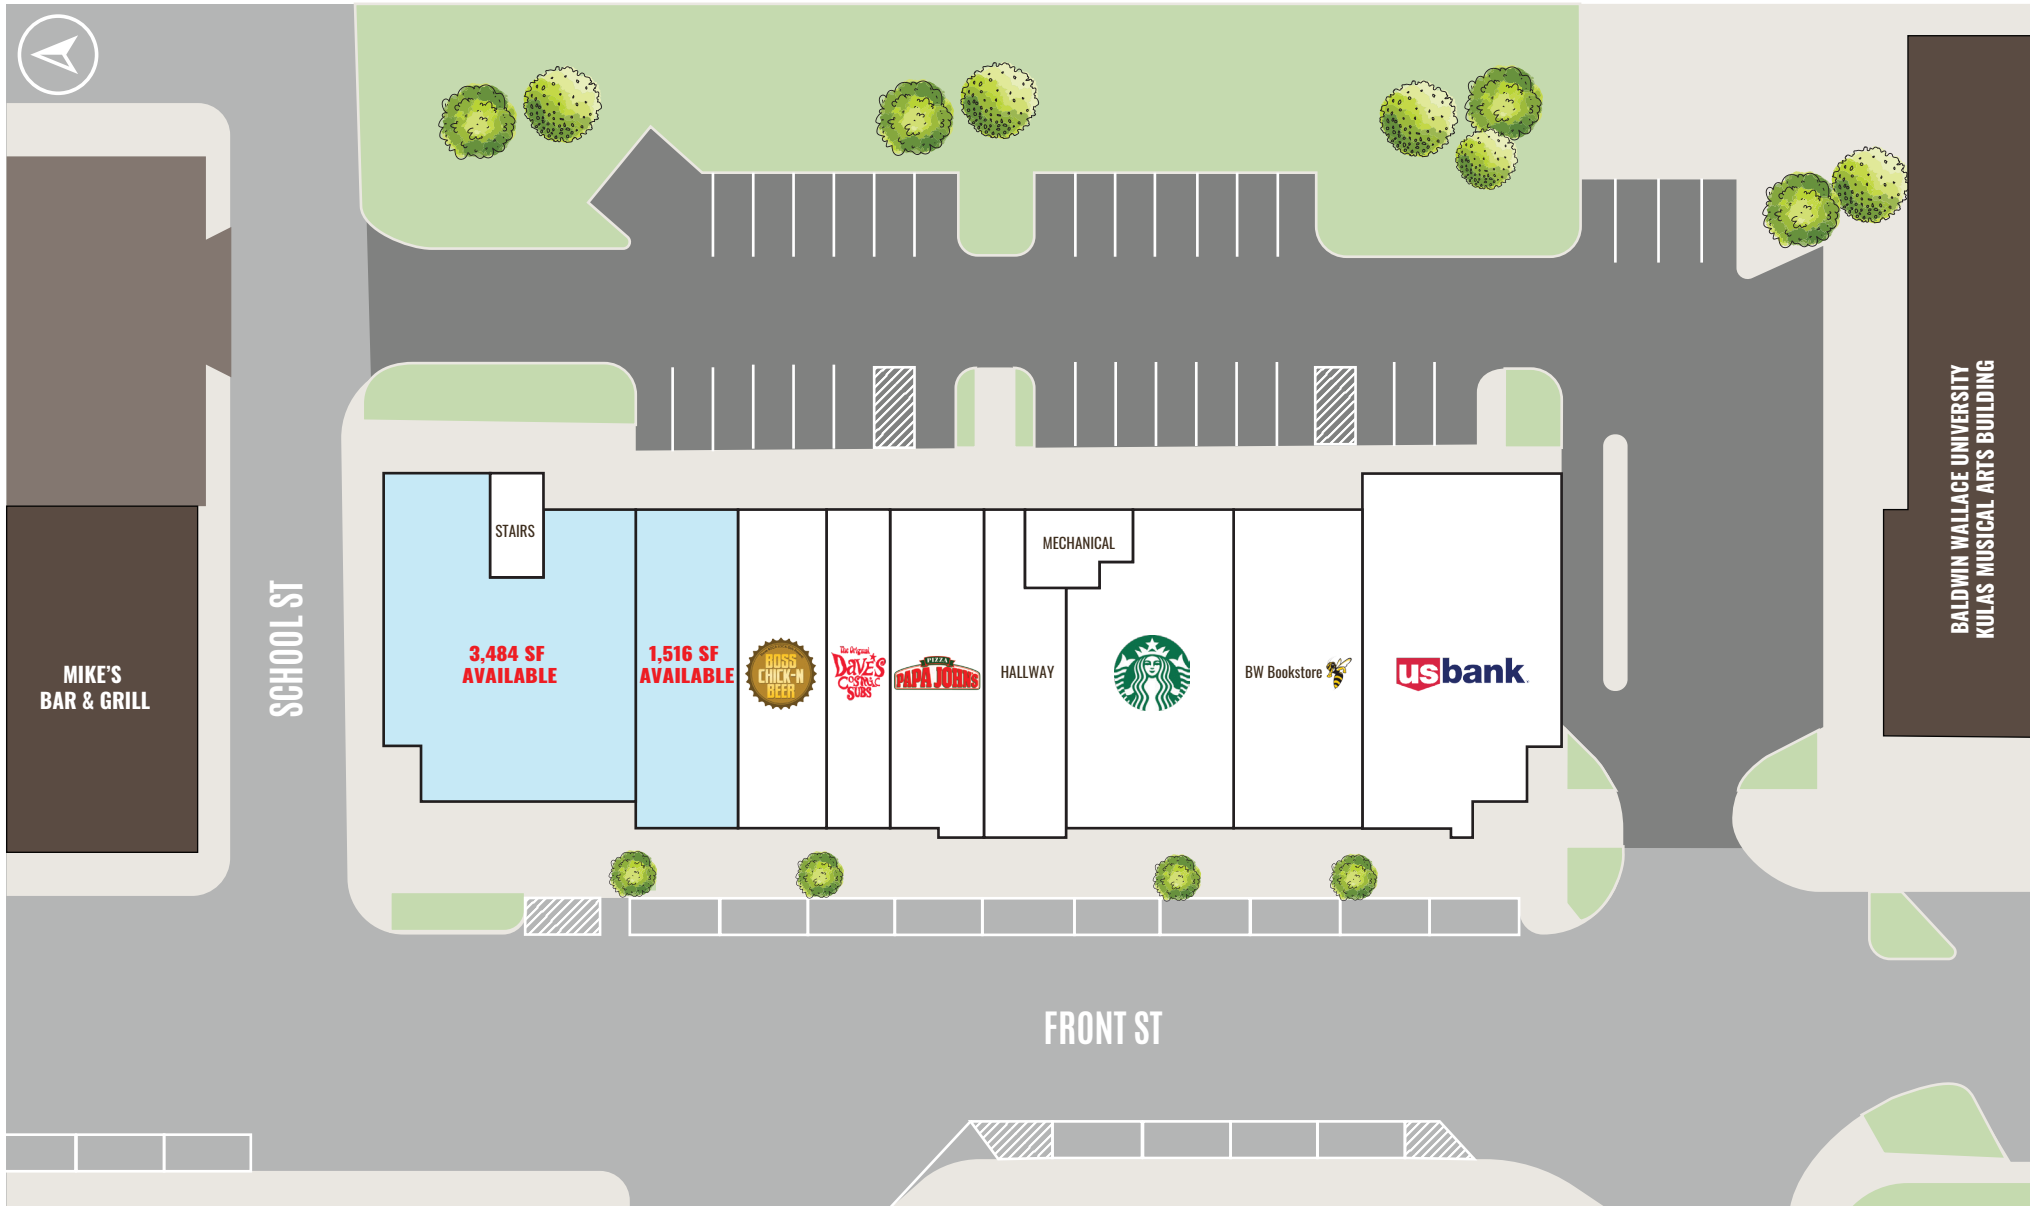 STAIRS
MECHANICAL
3,484 SF
AVAILABLE
1,516 SF
AVAILABLE
BOSS
CHICK-N
BEER
The Original
DAVE'S
COSMIC
SUBS
PIZZA
PAPA JOHNS
HALLWAY
BW Bookstore
usbank.
MIKE'S
BAR & GRILL
SCHOOL ST
BALDWIN WALLACE UNIVERSITY
KULAS MUSICAL ARTS BUILDING
FRONT ST